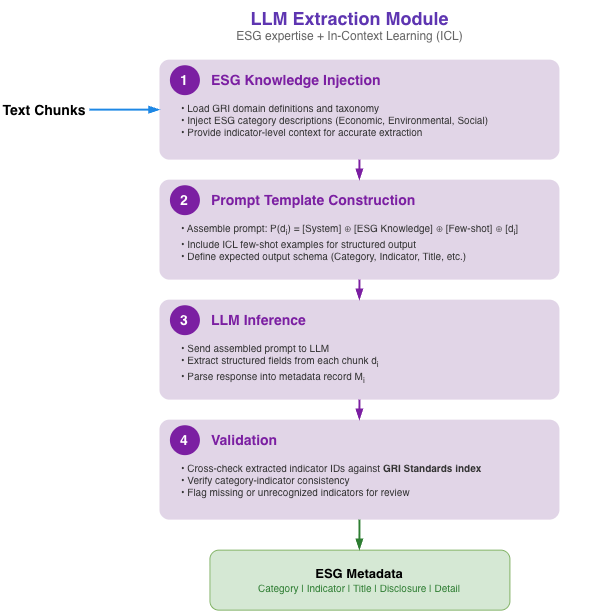 LLM Extraction Module
ESG expertise + In-Context Learning (ICL)
Text Chunks
1 ESG Knowledge Injection
• Load GRI domain definitions and taxonomy
• Inject ESG category descriptions (Economic, Environmental, Social)
• Provide indicator-level context for accurate extraction
2 Prompt Template Construction
• Assemble prompt: P(dᵢ) = [System] ⊕ [ESG Knowledge] ⊕ [Few-shot] ⊕ [dᵢ]
• Include ICL few-shot examples for structured output
• Define expected output schema (Category, Indicator, Title, etc.)
3 LLM Inference
• Send assembled prompt to LLM
• Extract structured fields from each chunk dᵢ
• Parse response into metadata record Mᵢ
4 Validation
• Cross-check extracted indicator IDs against GRI Standards index
• Verify category-indicator consistency
• Flag missing or unrecognized indicators for review
ESG Metadata
Category | Indicator | Title | Disclosure | Detail